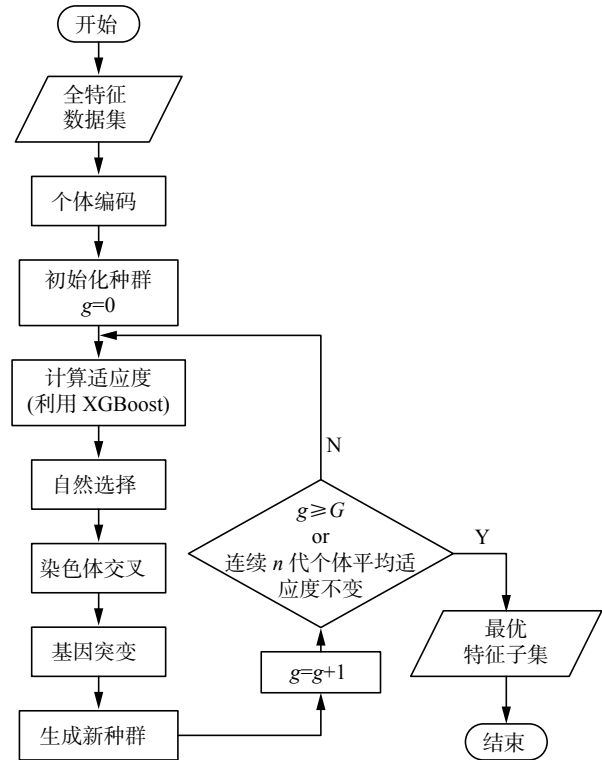 开始
全特征
数据集
个体编码
初始化种群
g=0
计算适应度
(利用 XGBoost)
自然选择
染色体交叉
基因突变
生成新种群
g=g+1
g≥G
or
连续 n 代个体平均适
应度不变
N
Y
最优
特征子集
结束